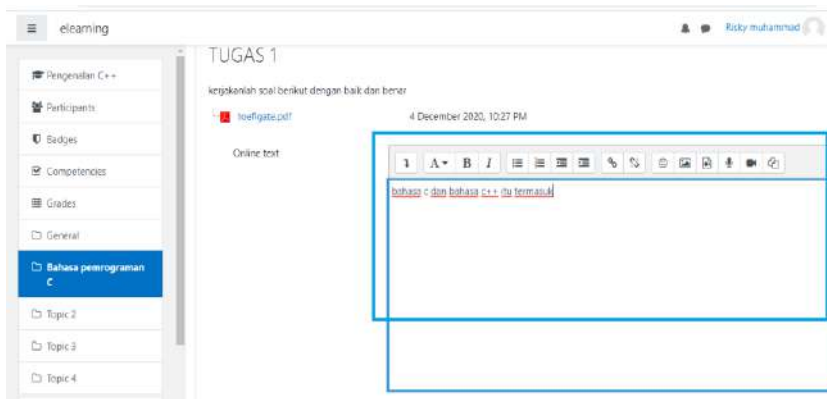 elearning
Risky muhammad
TUGAS 1
Pengenalan C++
kerjakanlah soal berikut dengan baik dan benar
Participants
toefigate.pdf 4 December 2020, 10:27 PM
Badges
Online text
A B I
Competencies
bahasa c dan bahasa c++ itu termasuk
Grades
General
Bahasa pemrograman
C
Topic 2
Topic 3
Topic 4